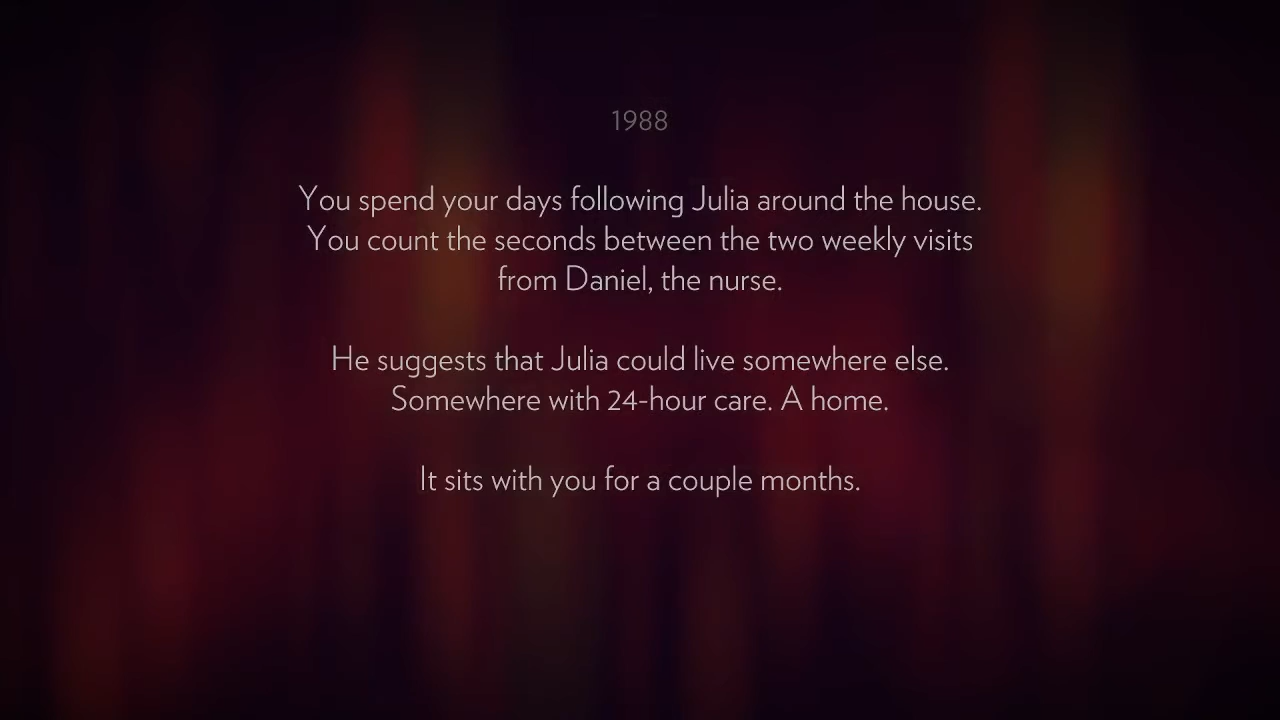 1988
You spend your days following Julia around the house.
You count the seconds between the two weekly visits
from Daniel, the nurse.
He suggests that Julia could live somewhere else.
Somewhere with 24-hour care. A home.
It sits with you for a couple months.